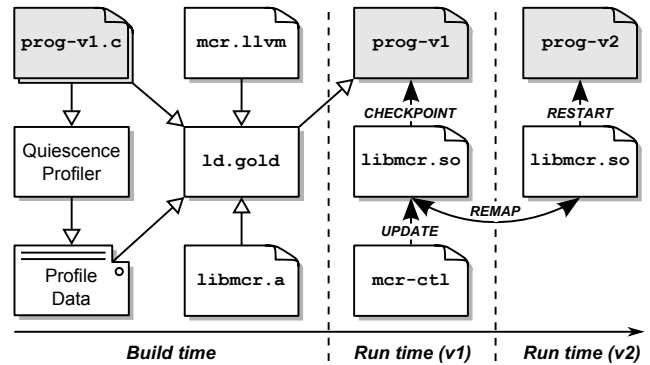 prog-v1.c
mcr.llvm
prog-v1
prog-v2
CHECKPOINT
RESTART
Quiescence
Profiler
ld.gold
libmcr.so
libmcr.so
REMAP
UPDATE
Profile
Data
libmcr.a
mcr-ctl
Build time
Run time (v1)
Run time (v2)